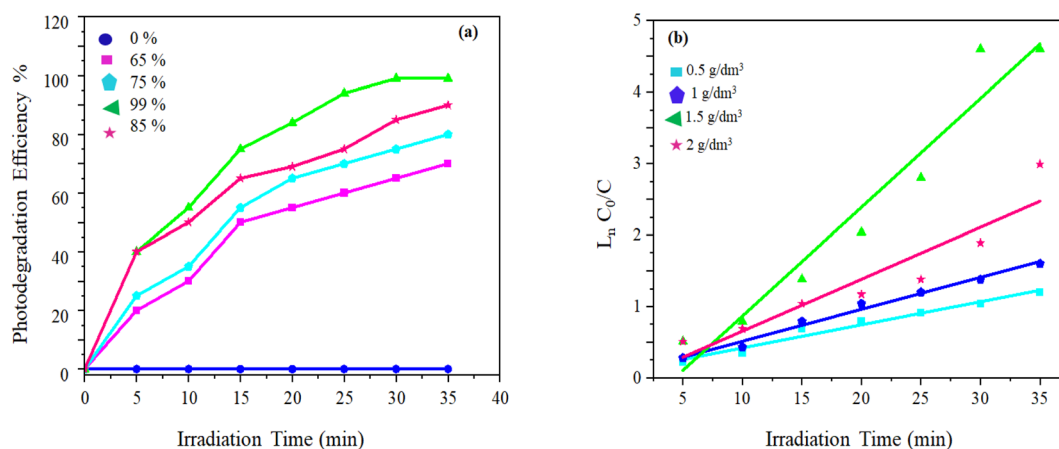 (a)
0 %
65 %
75 %
99 %
85 %
Photodegradation Efficiency %
120
100
80
60
40
20
0
0 5 10 15 20 25 30 35 40
Irradiation Time (min)
(b)
0.5 g/dm³
1 g/dm³
1.5 g/dm³
2 g/dm³
Lₙ C₀/C
5
4
3
2
1
0
5 10 15 20 25 30 35
Irradiation Time (min)